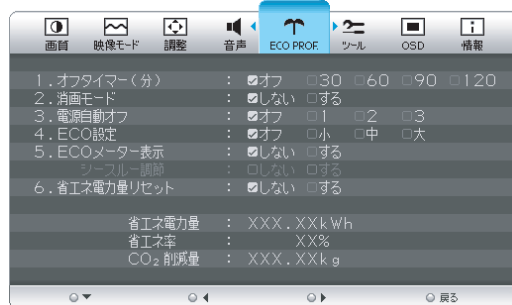 画質 映像モード 調整 音声 ECO PROF. ツール OSD 情報
1.オフタイマー(分) : ☑オフ □30 □60 □90 □120
2.消画モード : ☑しない □する
3.電源自動オフ : ☑オフ □1 □2 □3
4.ECO設定 : ☑オフ □小 □中 □大
5.ECOメーター表示 : ☑しない □する
シースルー調節 : □しない □する
6.省エネ電力量リセット : ☑しない □する
省エネ電力量 : XXX.XXkWh
省エネ率 : XX%
CO₂削減量 : XXX.XXkg
○▼ ○◀ ○▶ ○戻る